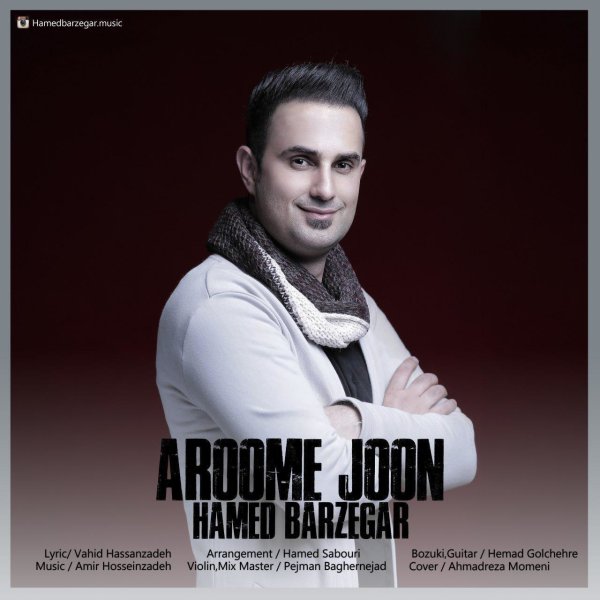 Hamedbarzegar.music
AROOME JOON
HAMED BARZEGAR
Lyric/ Vahid Hassanzadeh Arrangement / Hamed Sabouri Bozuki,Guitar / Hemad Golchehre
Music / Amir Hosseinzadeh Violin,Mix Master / Pejman Baghernejad Cover / Ahmadreza Momeni